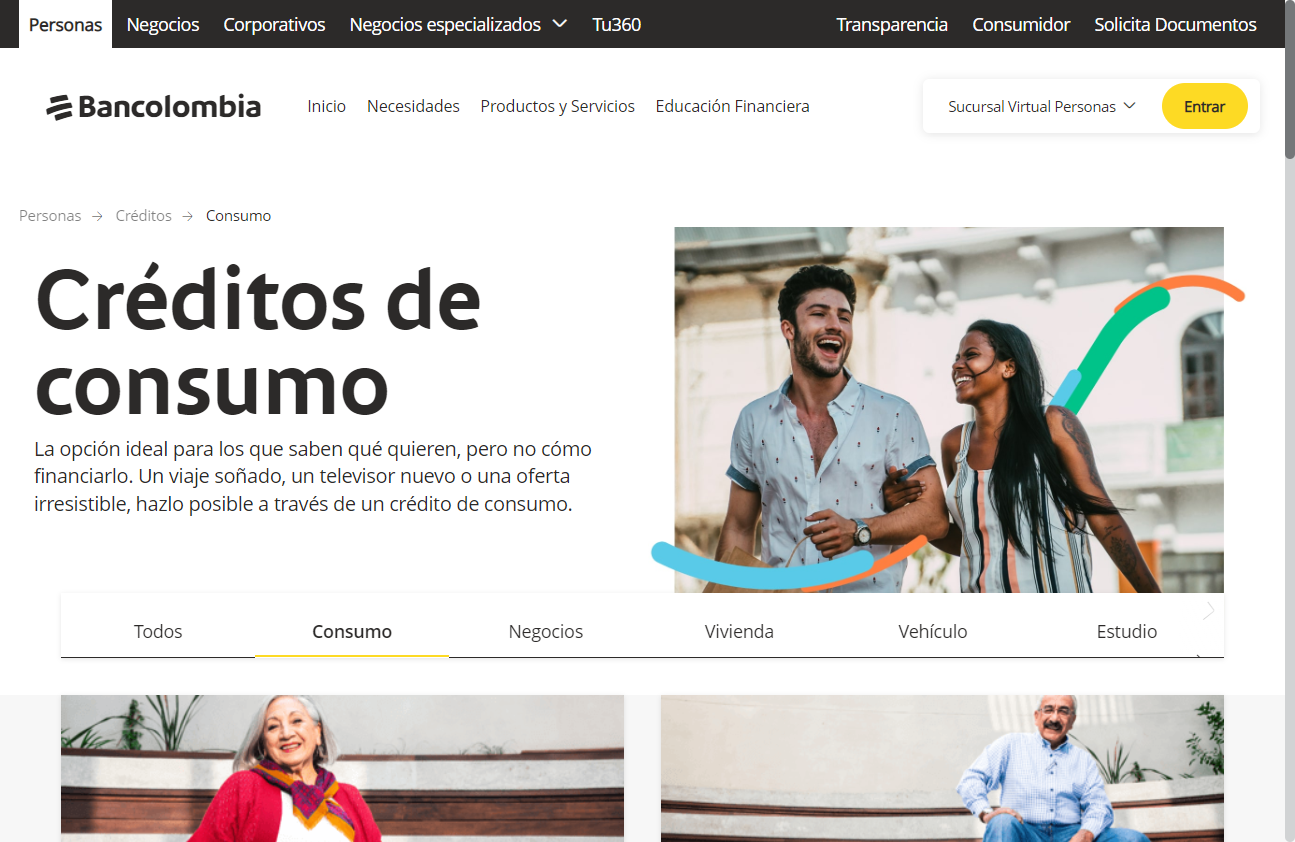 Personas Negocios Corporativos Negocios especializados Tu360 Transparencia Consumidor Solicita Documentos
Bancolombia Inicio Necesidades Productos y Servicios Educación Financiera Sucursal Virtual Personas Entrar
Personas → Créditos → Consumo
Créditos de
consumo
La opción ideal para los que saben qué quieren, pero no cómo
financiarlo. Un viaje soñado, un televisor nuevo o una oferta
irresistible, hazlo posible a través de un crédito de consumo.
Todos Consumo Negocios Vivienda Vehículo Estudio